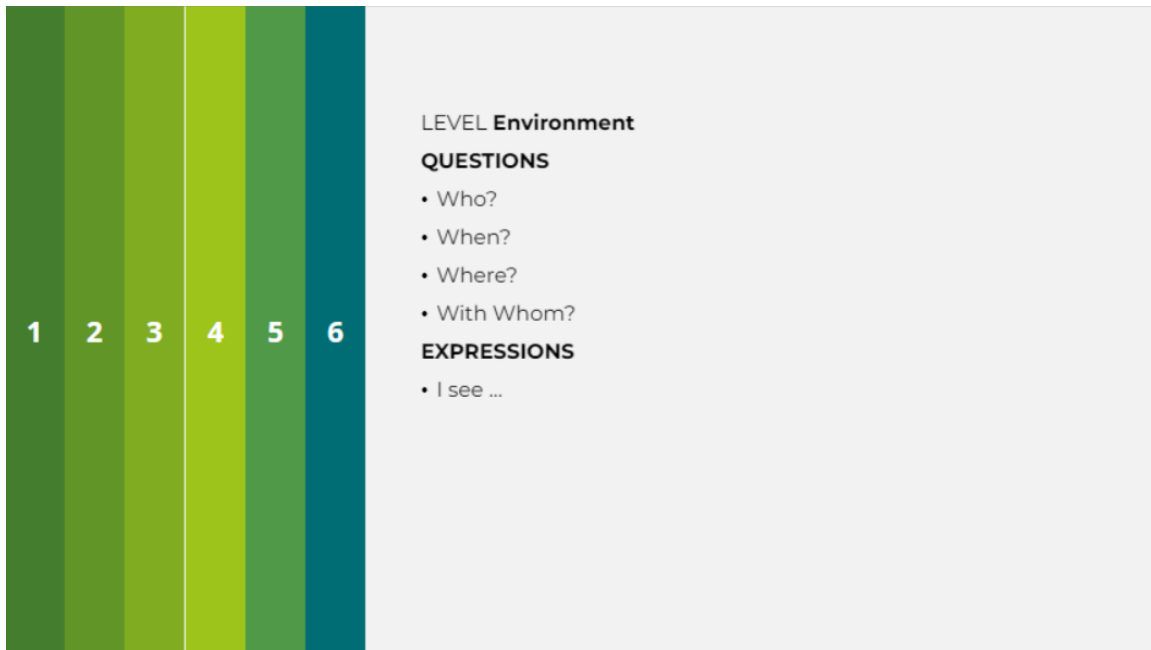 1 2 3 4 5 6
LEVEL Environment
QUESTIONS
• Who?
• When?
• Where?
• With Whom?
EXPRESSIONS
• I see ...